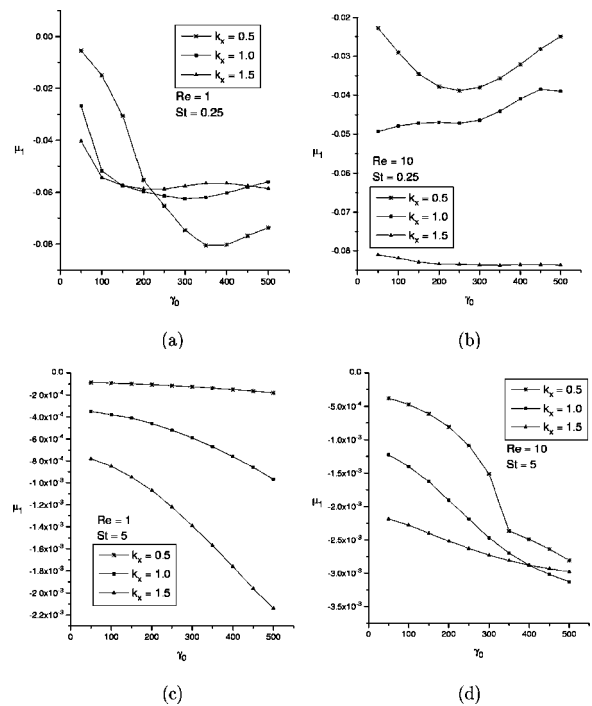 0.00
-0.02
-0.04
-0.06
-0.08
μ₁
kₓ = 0.5
kₓ = 1.0
kₓ = 1.5
Re = 1
St = 0.25
0 100 200 300 400 500
γ₀
(a)
-0.02
-0.03
-0.04
-0.05
-0.06
-0.07
-0.08
μ₁
Re = 10
St = 0.25
kₓ = 0.5
kₓ = 1.0
kₓ = 1.5
0 100 200 300 400 500
γ₀
(b)
0.0
-2.0x10⁻⁴
-4.0x10⁻⁴
-6.0x10⁻⁴
-8.0x10⁻⁴
-1.0x10⁻³
-1.2x10⁻³
-1.4x10⁻³
-1.6x10⁻³
-1.8x10⁻³
-2.0x10⁻³
-2.2x10⁻³
μ₁
Re = 1
St = 5
kₓ = 0.5
kₓ = 1.0
kₓ = 1.5
0 100 200 300 400 500
γ₀
(c)
0.0
-5.0x10⁻⁴
-1.0x10⁻³
-1.5x10⁻³
-2.0x10⁻³
-2.5x10⁻³
-3.0x10⁻³
-3.5x10⁻³
μ₁
kₓ = 0.5
kₓ = 1.0
kₓ = 1.5
Re = 10
St = 5
0 100 200 300 400 500
γ₀
(d)